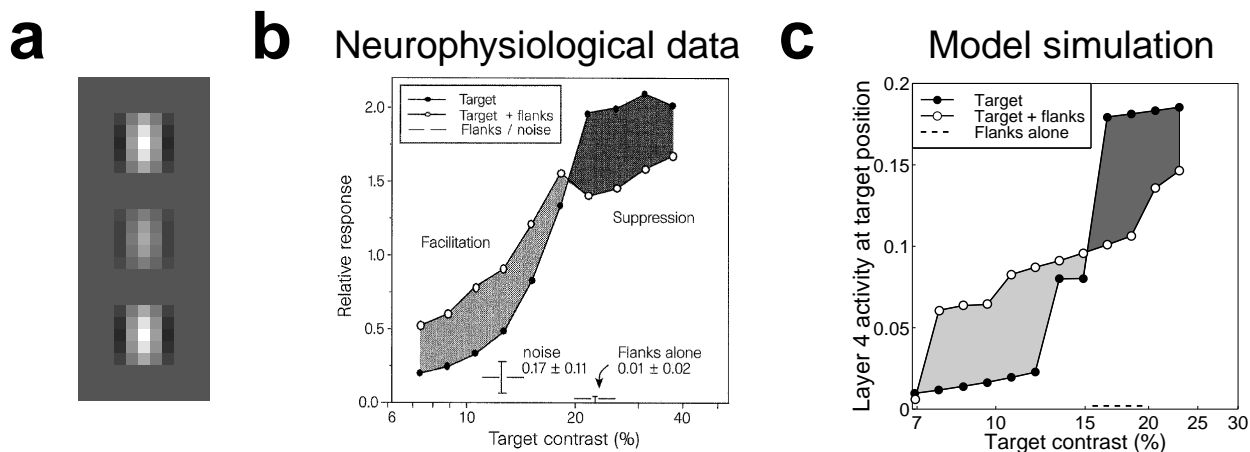 a
b Neurophysiological data
Relative response
2.0
1.5
1.0
0.5
0.0
Target
Target + flanks
Flanks / noise
Facilitation
Suppression
noise
0.17 ± 0.11
Flanks alone
0.01 ± 0.02
6 10 20 40
Target contrast (%)
c Model simulation
Layer 4 activity at target position
0.2
0.15
0.1
0.05
0
Target
Target + flanks
Flanks alone
7 10 15 20 25 30
Target contrast (%)